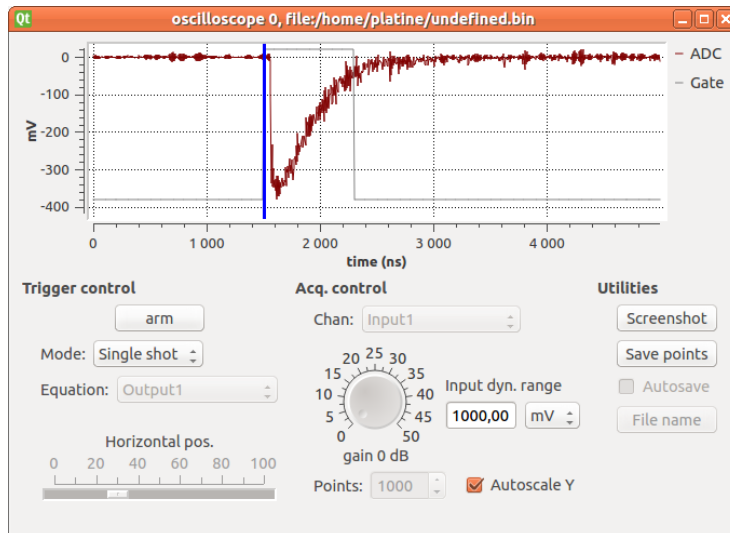 Qt oscilloscope 0, file:/home/platine/undefined.bin
0
-100
-200
-300
-400
mV
0 1 000 2 000 3 000 4 000
time (ns)
ADC
Gate
Trigger control
arm
Mode: Single shot
Equation: Output1
Horizontal pos.
0 20 40 60 80 100
Acq. control
Chan: Input1
0 5 10 15 20 25 30 35 40 45 50
gain 0 dB
Input dyn. range
1000,00 mV
Points: 1000 Autoscale Y
Utilities
Screenshot
Save points
Autosave
File name